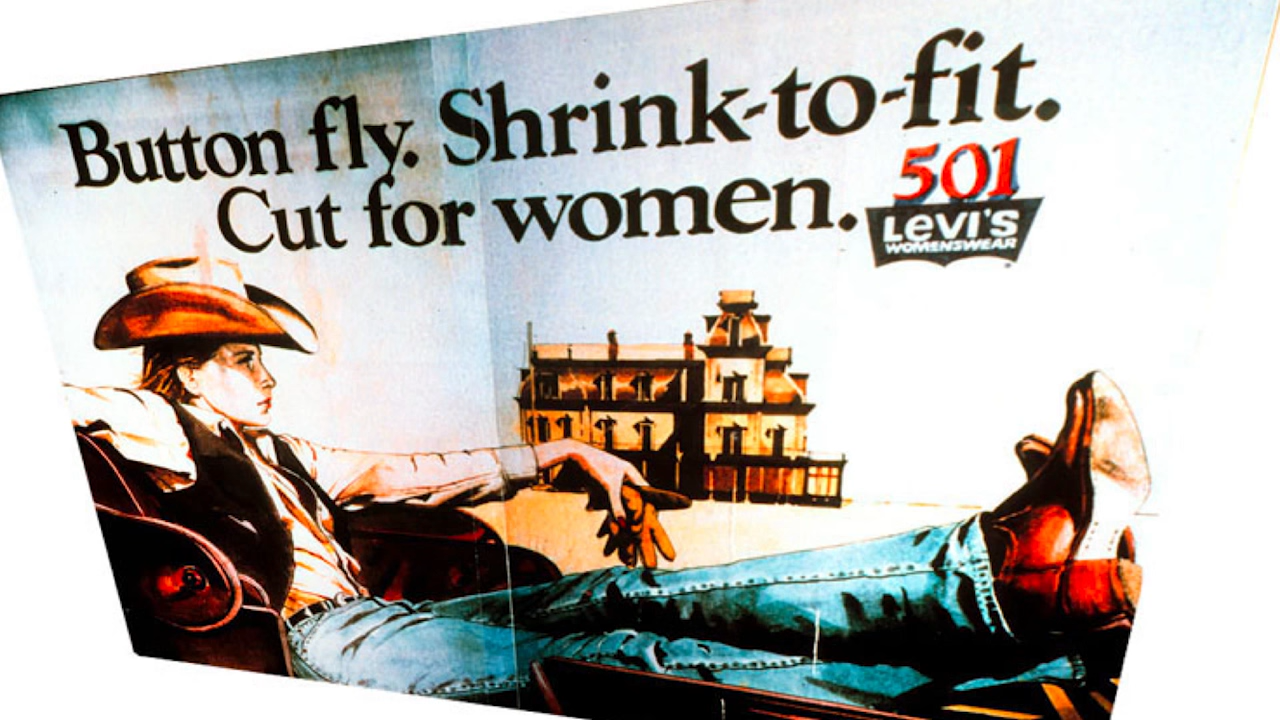 Button fly. Shrink-to-fit.
Cut for women.
501
LEVI'S
WOMENSWEAR